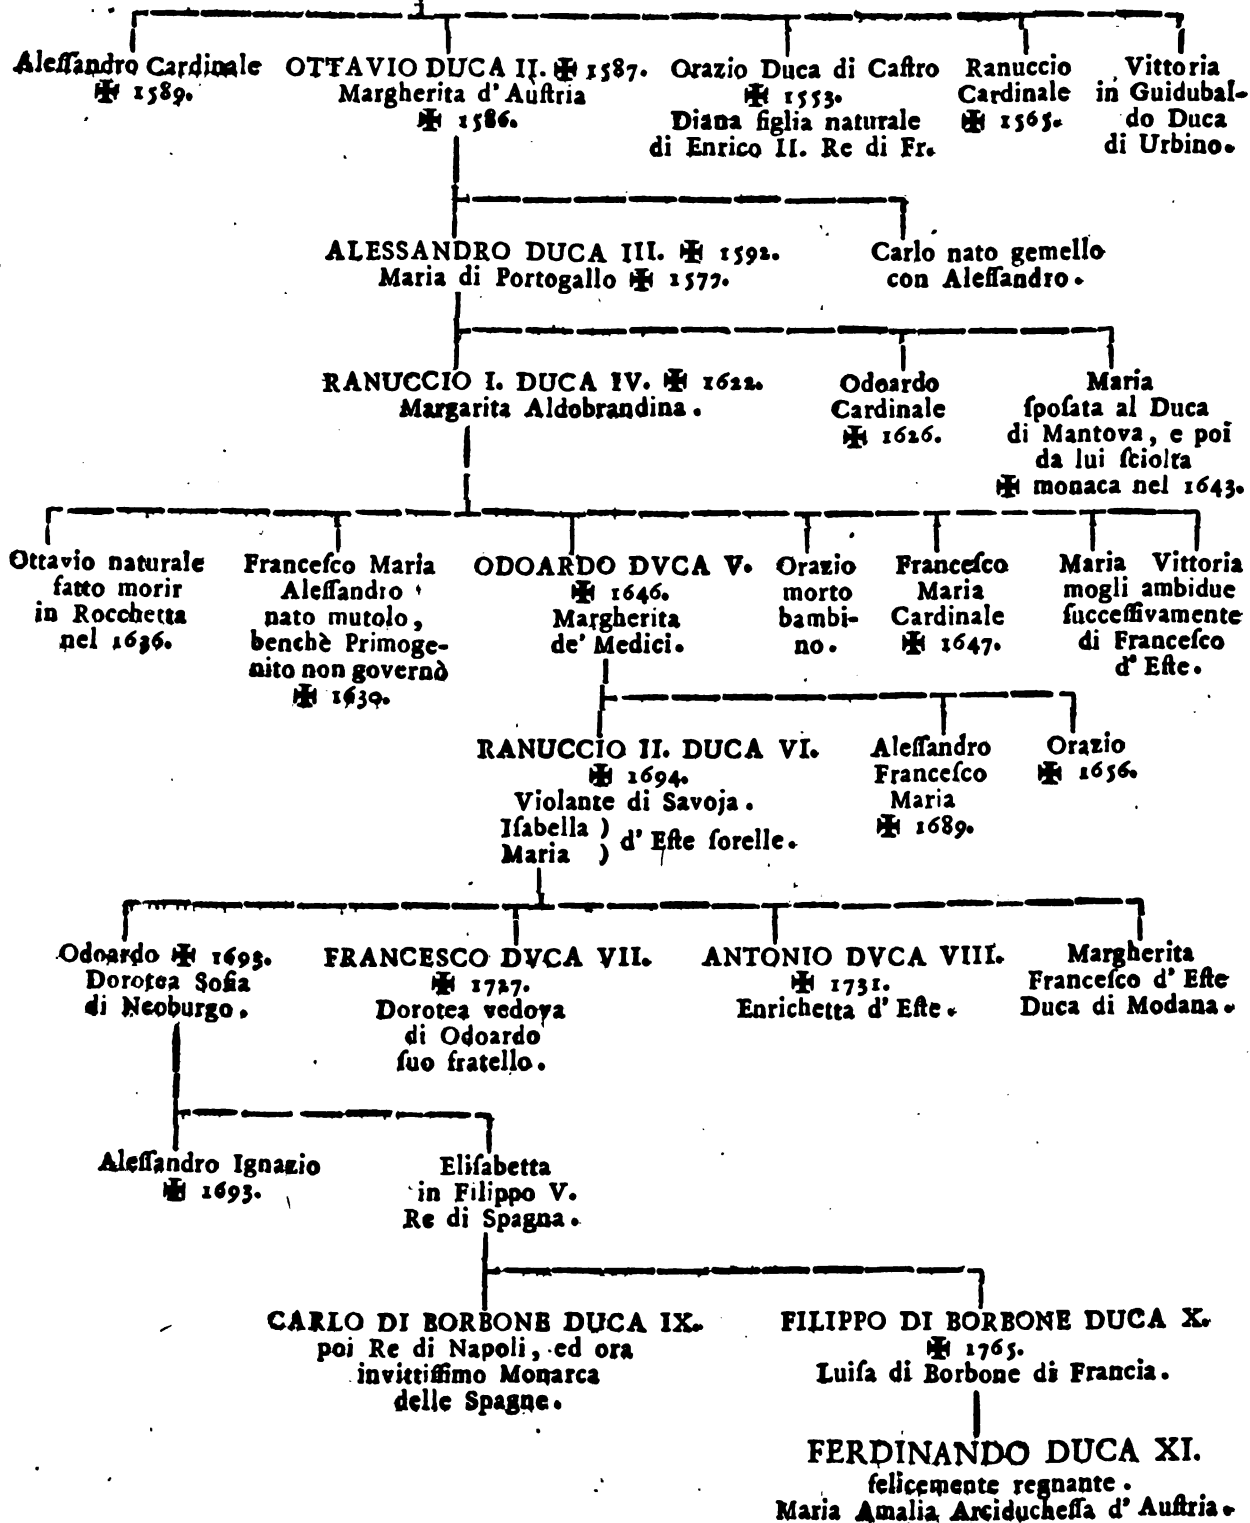 Aleſſandro Cardinale
✠ 1589.
OTTAVIO DUCA II. ✠ 1587.
Margherita d' Auſtria
✠ 1586.
Orazio Duca di Caſtro
✠ 1553.
Diana figlia naturale
di Enrico II. Re di Fr.
Ranuccio
Cardinale
✠ 1565.
Vittoria
in Guidubal-
do Duca
di Urbino.
ALESSANDRO DUCA III. ✠ 1592.
Maria di Portogallo ✠ 1577.
Carlo nato gemello
con Aleſſandro.
RANUCCIO I. DUCA IV. ✠ 1622.
Margarita Aldobrandina.
Odoardo
Cardinale
✠ 1626.
Maria
ſpoſata al Duca
di Mantova, e poi
da lui ſciolta
✠ monaca nel 1643.
Ottavio naturale
fatto morir
in Rocchetta
nel 1636.
Franceſco Maria
Aleſſandro
nato mutolo,
benchè Primoge-
nito non governò
✠ 1630.
ODOARDO DVCA V.
✠ 1646.
Margherita
de' Medici.
Orazio
morto
bambi-
no.
Franceſco
Maria
Cardinale
✠ 1647.
Maria Vittoria
mogli ambidue
ſucceſſivamente
di Franceſco
d' Eſte.
RANUCCIO II. DUCA VI.
✠ 1694.
Violante di Savoja.
Iſabella )
Maria )
d' Eſte ſorelle.
Aleſſandro
Franceſco
Maria
✠ 1689.
Orazio
✠ 1656.
Odoardo ✠ 1693.
Dorotea Sofia
di Neoburgo.
FRANCESCO DVCA VII.
✠ 1727.
Dorotea vedova
di Odoardo
ſuo fratello.
ANTONIO DVCA VIII.
✠ 1731.
Enrichetta d' Eſte.
Margherita
Franceſco d' Eſte
Duca di Modana.
Aleſſandro Ignazio
✠ 1693.
Eliſabetta
in Filippo V.
Re di Spagna.
CARLO DI BORBONE DUCA IX.
poi Re di Napoli, ed ora
invittiſſimo Monarca
delle Spagne.
FILIPPO DI BORBONE DUCA X.
✠ 1765.
Luiſa di Borbone di Francia.
FERDINANDO DUCA XI.
felicemente regnante.
Maria Amalia Arciducheſſa d' Auſtria.